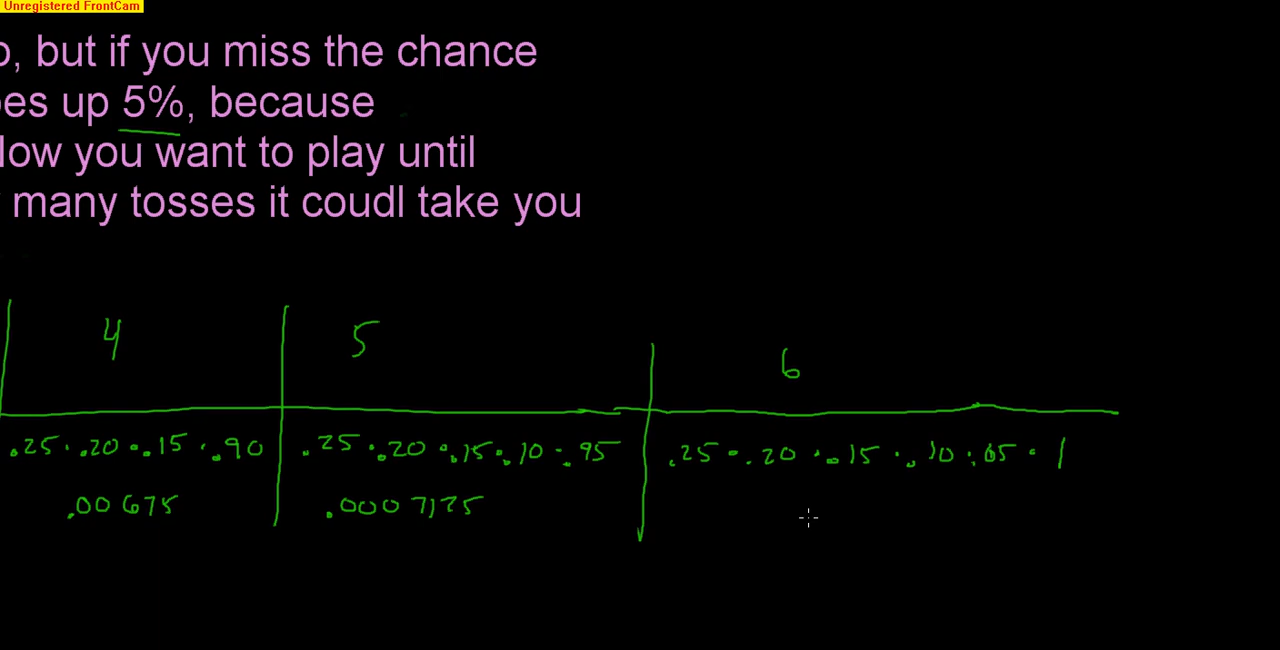 Unregistered FrontCam
o, but if you miss the chance
oes up 5%, because
low you want to play until
many tosses it coudl take you
4 5 6
.25 · .20 · .15 · .90 .25 · .20 · .15 · .10 · .95 .25 · .20 · .15 · .10 · .05 · 1
.00675 .0007125